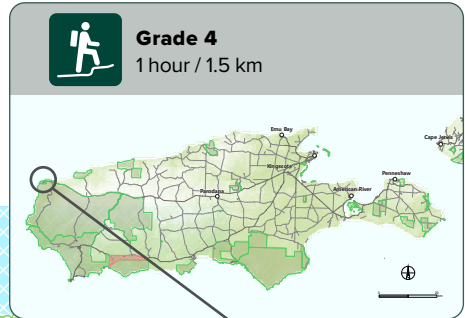 Grade 4
1 hour / 1.5 km
Emu Bay
Cape Jervis
Kingscote
Penneshaw
Parndana
American River